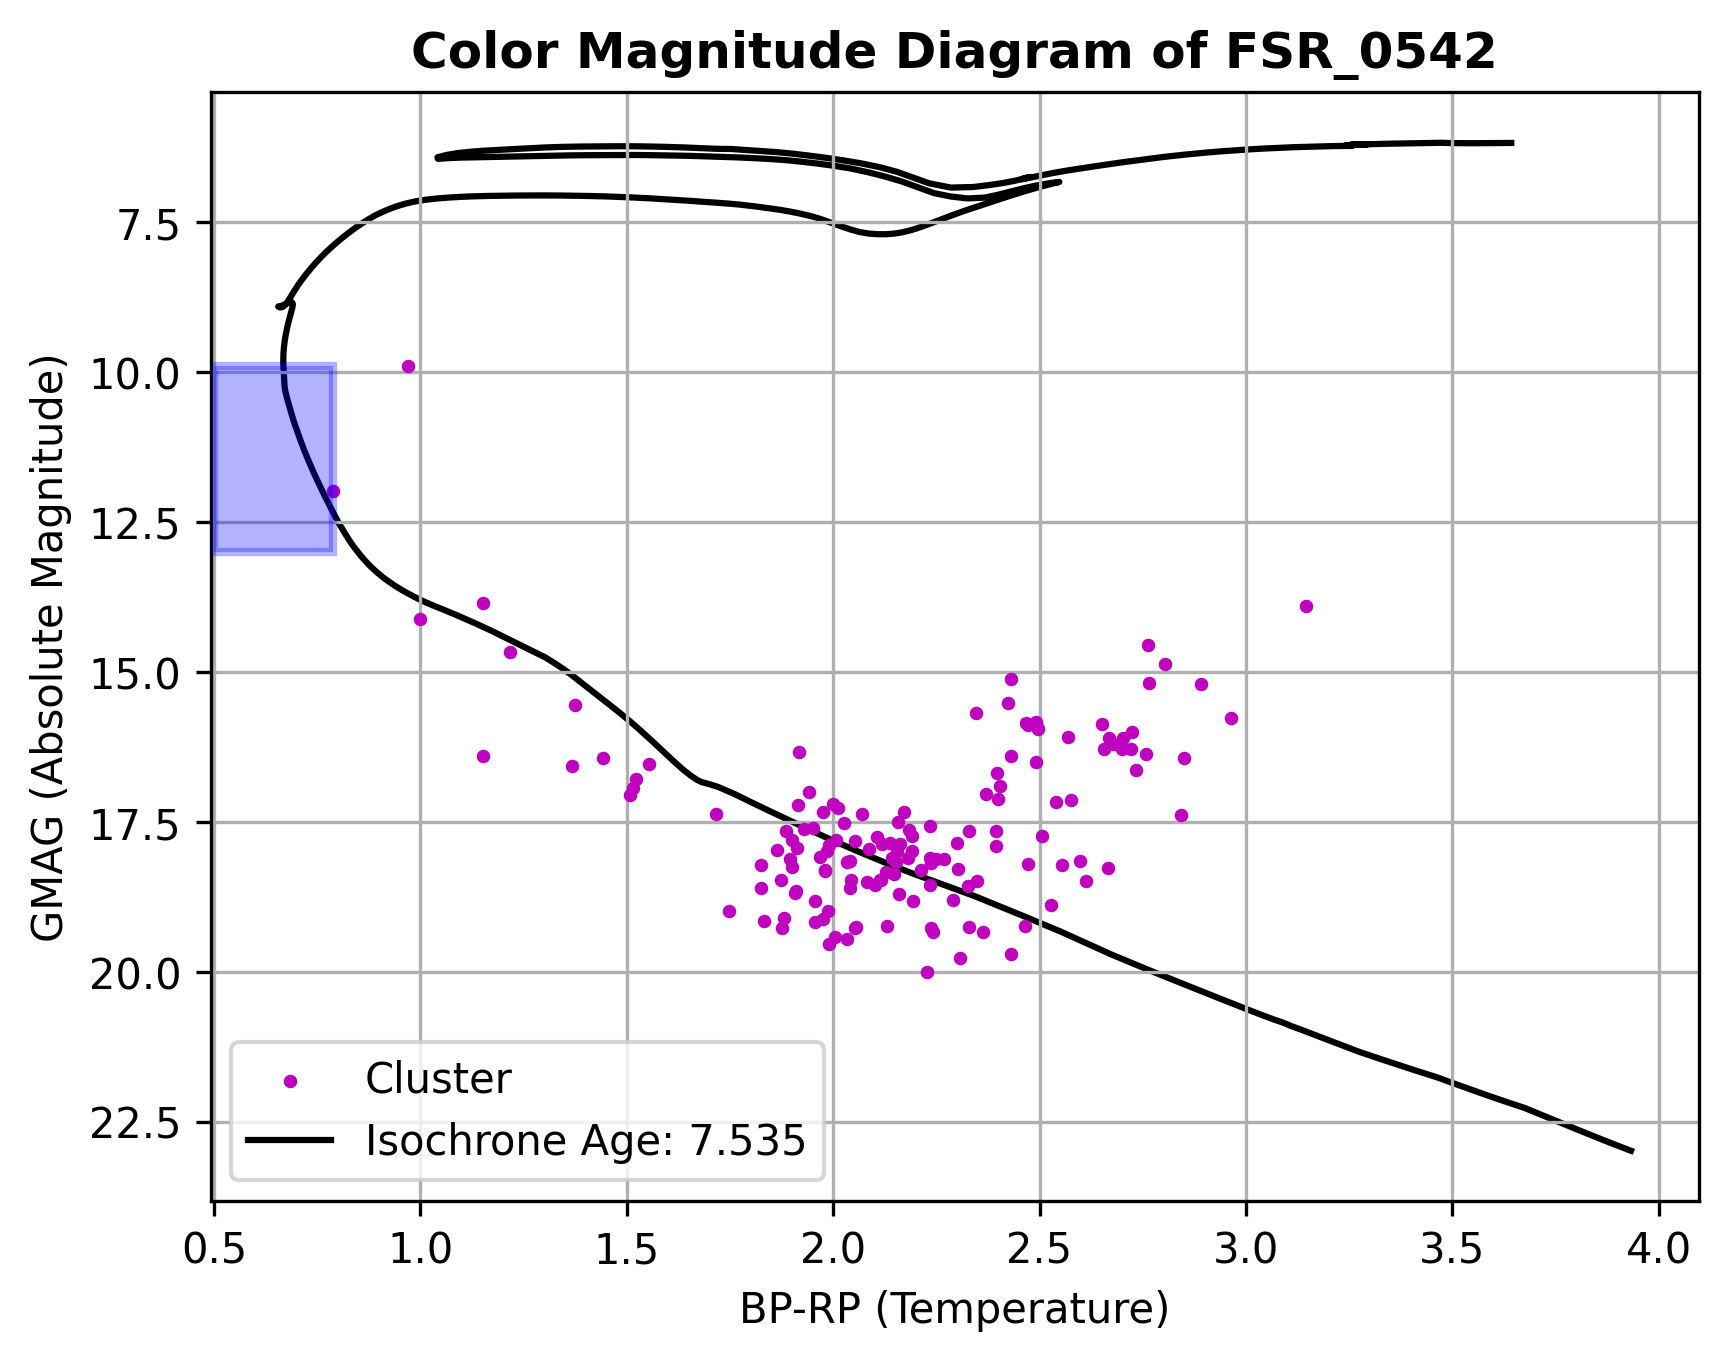 Color Magnitude Diagram of FSR_0542
GMAG (Absolute Magnitude)
7.5
10.0
12.5
15.0
17.5
20.0
22.5
Cluster
Isochrone Age: 7.535
0.5 1.0 1.5 2.0 2.5 3.0 3.5 4.0
BP-RP (Temperature)